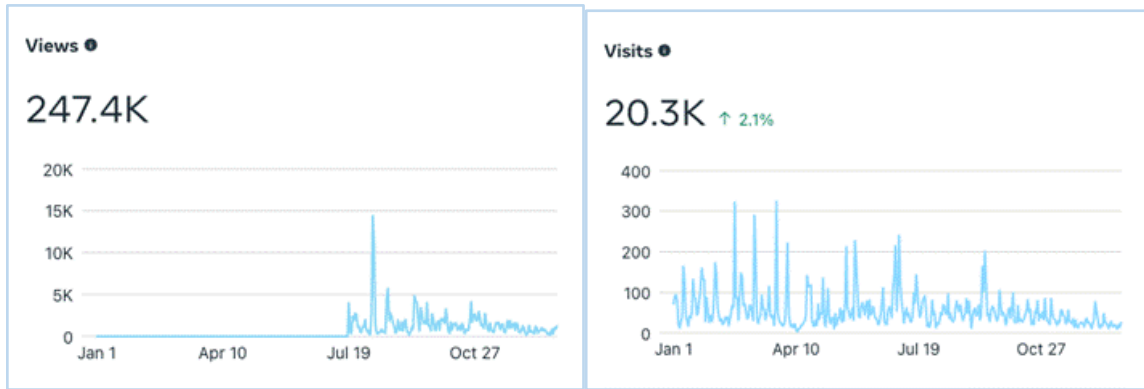 Views
247.4K
20K
15K
10K
5K
0
Jan 1 Apr 10 Jul 19 Oct 27
Visits
20.3K ↑ 2.1%
400
300
200
100
0
Jan 1 Apr 10 Jul 19 Oct 27